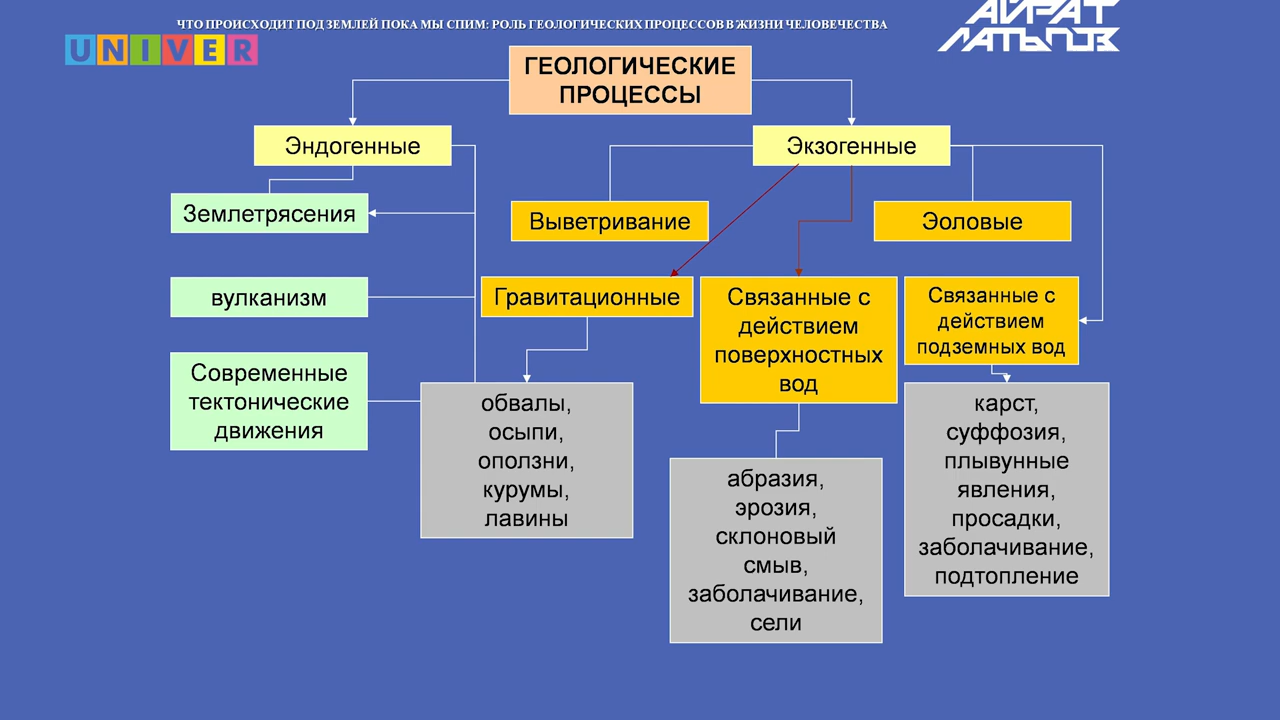 ЧТО ПРОИСХОДИТ ПОД ЗЕМЛЕЙ ПОКА МЫ СПИМ: РОЛЬ ГЕОЛОГИЧЕСКИХ ПРОЦЕССОВ В ЖИЗНИ ЧЕЛОВЕЧЕСТВА
UNIVER
АЙРАТ
ЛАТЫПОВ
ГЕОЛОГИЧЕСКИЕ
ПРОЦЕССЫ
Эндогенные
Экзогенные
Землетрясения
вулканизм
Современные
тектонические
движения
Выветривание
Эоловые
Гравитационные
Связанные с
действием
поверхностных
вод
Связанные с
действием
подземных вод
обвалы,
осыпи,
оползни,
курумы,
лавины
абразия,
эрозия,
склоновый
смыв,
заболачивание,
сели
карст,
суффозия,
плывунные
явления,
просадки,
заболачивание,
подтопление